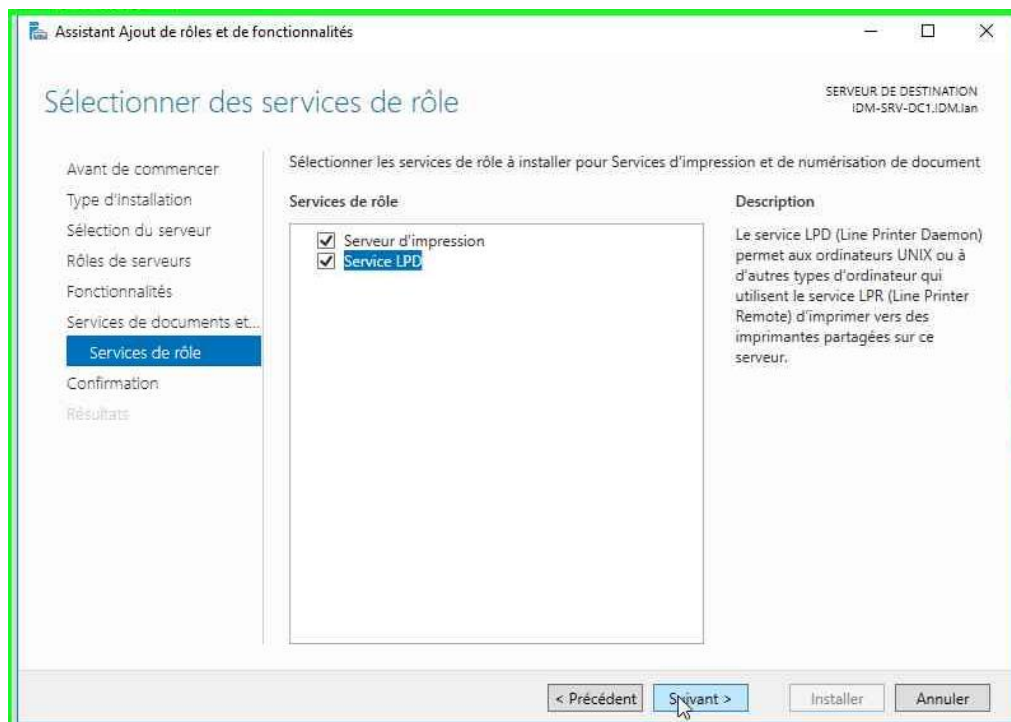 Assistant Ajout de rôles et de fonctionnalités
Sélectionner des services de rôle
SERVEUR DE DESTINATION
IDM-SRV-DC1.IDM.lan
Avant de commencer
Type d'installation
Sélection du serveur
Rôles de serveurs
Fonctionnalités
Services de documents et...
Services de rôle
Confirmation
Résultats
Sélectionner les services de rôle à installer pour Services d'impression et de numérisation de document
Services de rôle
Serveur d'impression
Service LPD
Description
Le service LPD (Line Printer Daemon)
permet aux ordinateurs UNIX ou à
d'autres types d'ordinateur qui
utilisent le service LPR (Line Printer
Remote) d'imprimer vers des
imprimantes partagées sur ce
serveur.
< Précédent
Suivant >
Installer
Annuler